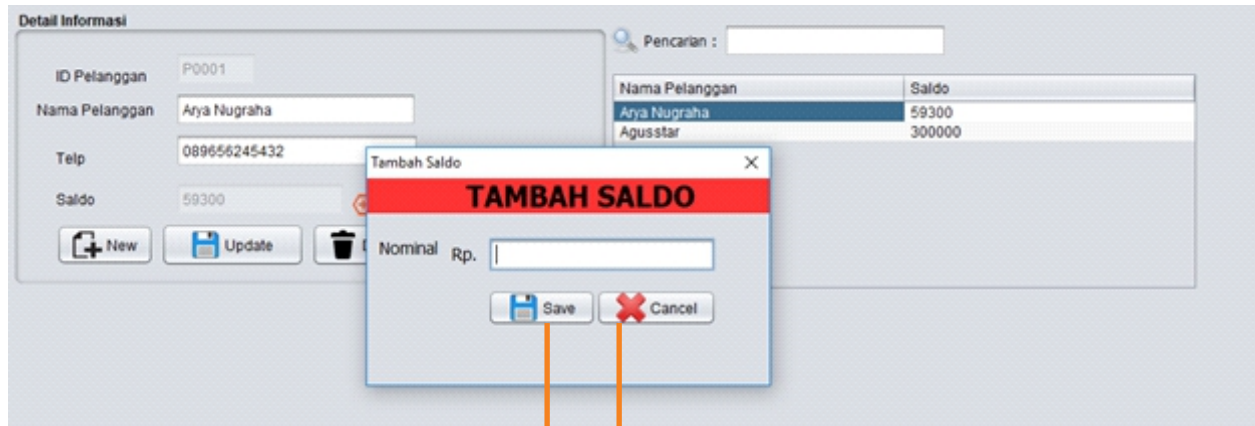 Detail Informasi
ID Pelanggan P0001
Nama Pelanggan Arya Nugraha
Telp 089656245432
Saldo 59300
New Update
Pencarian :
Nama Pelanggan Saldo
Arya Nugraha 59300
Agusstar 300000
Tambah Saldo
TAMBAH SALDO
Nominal Rp.
Save Cancel